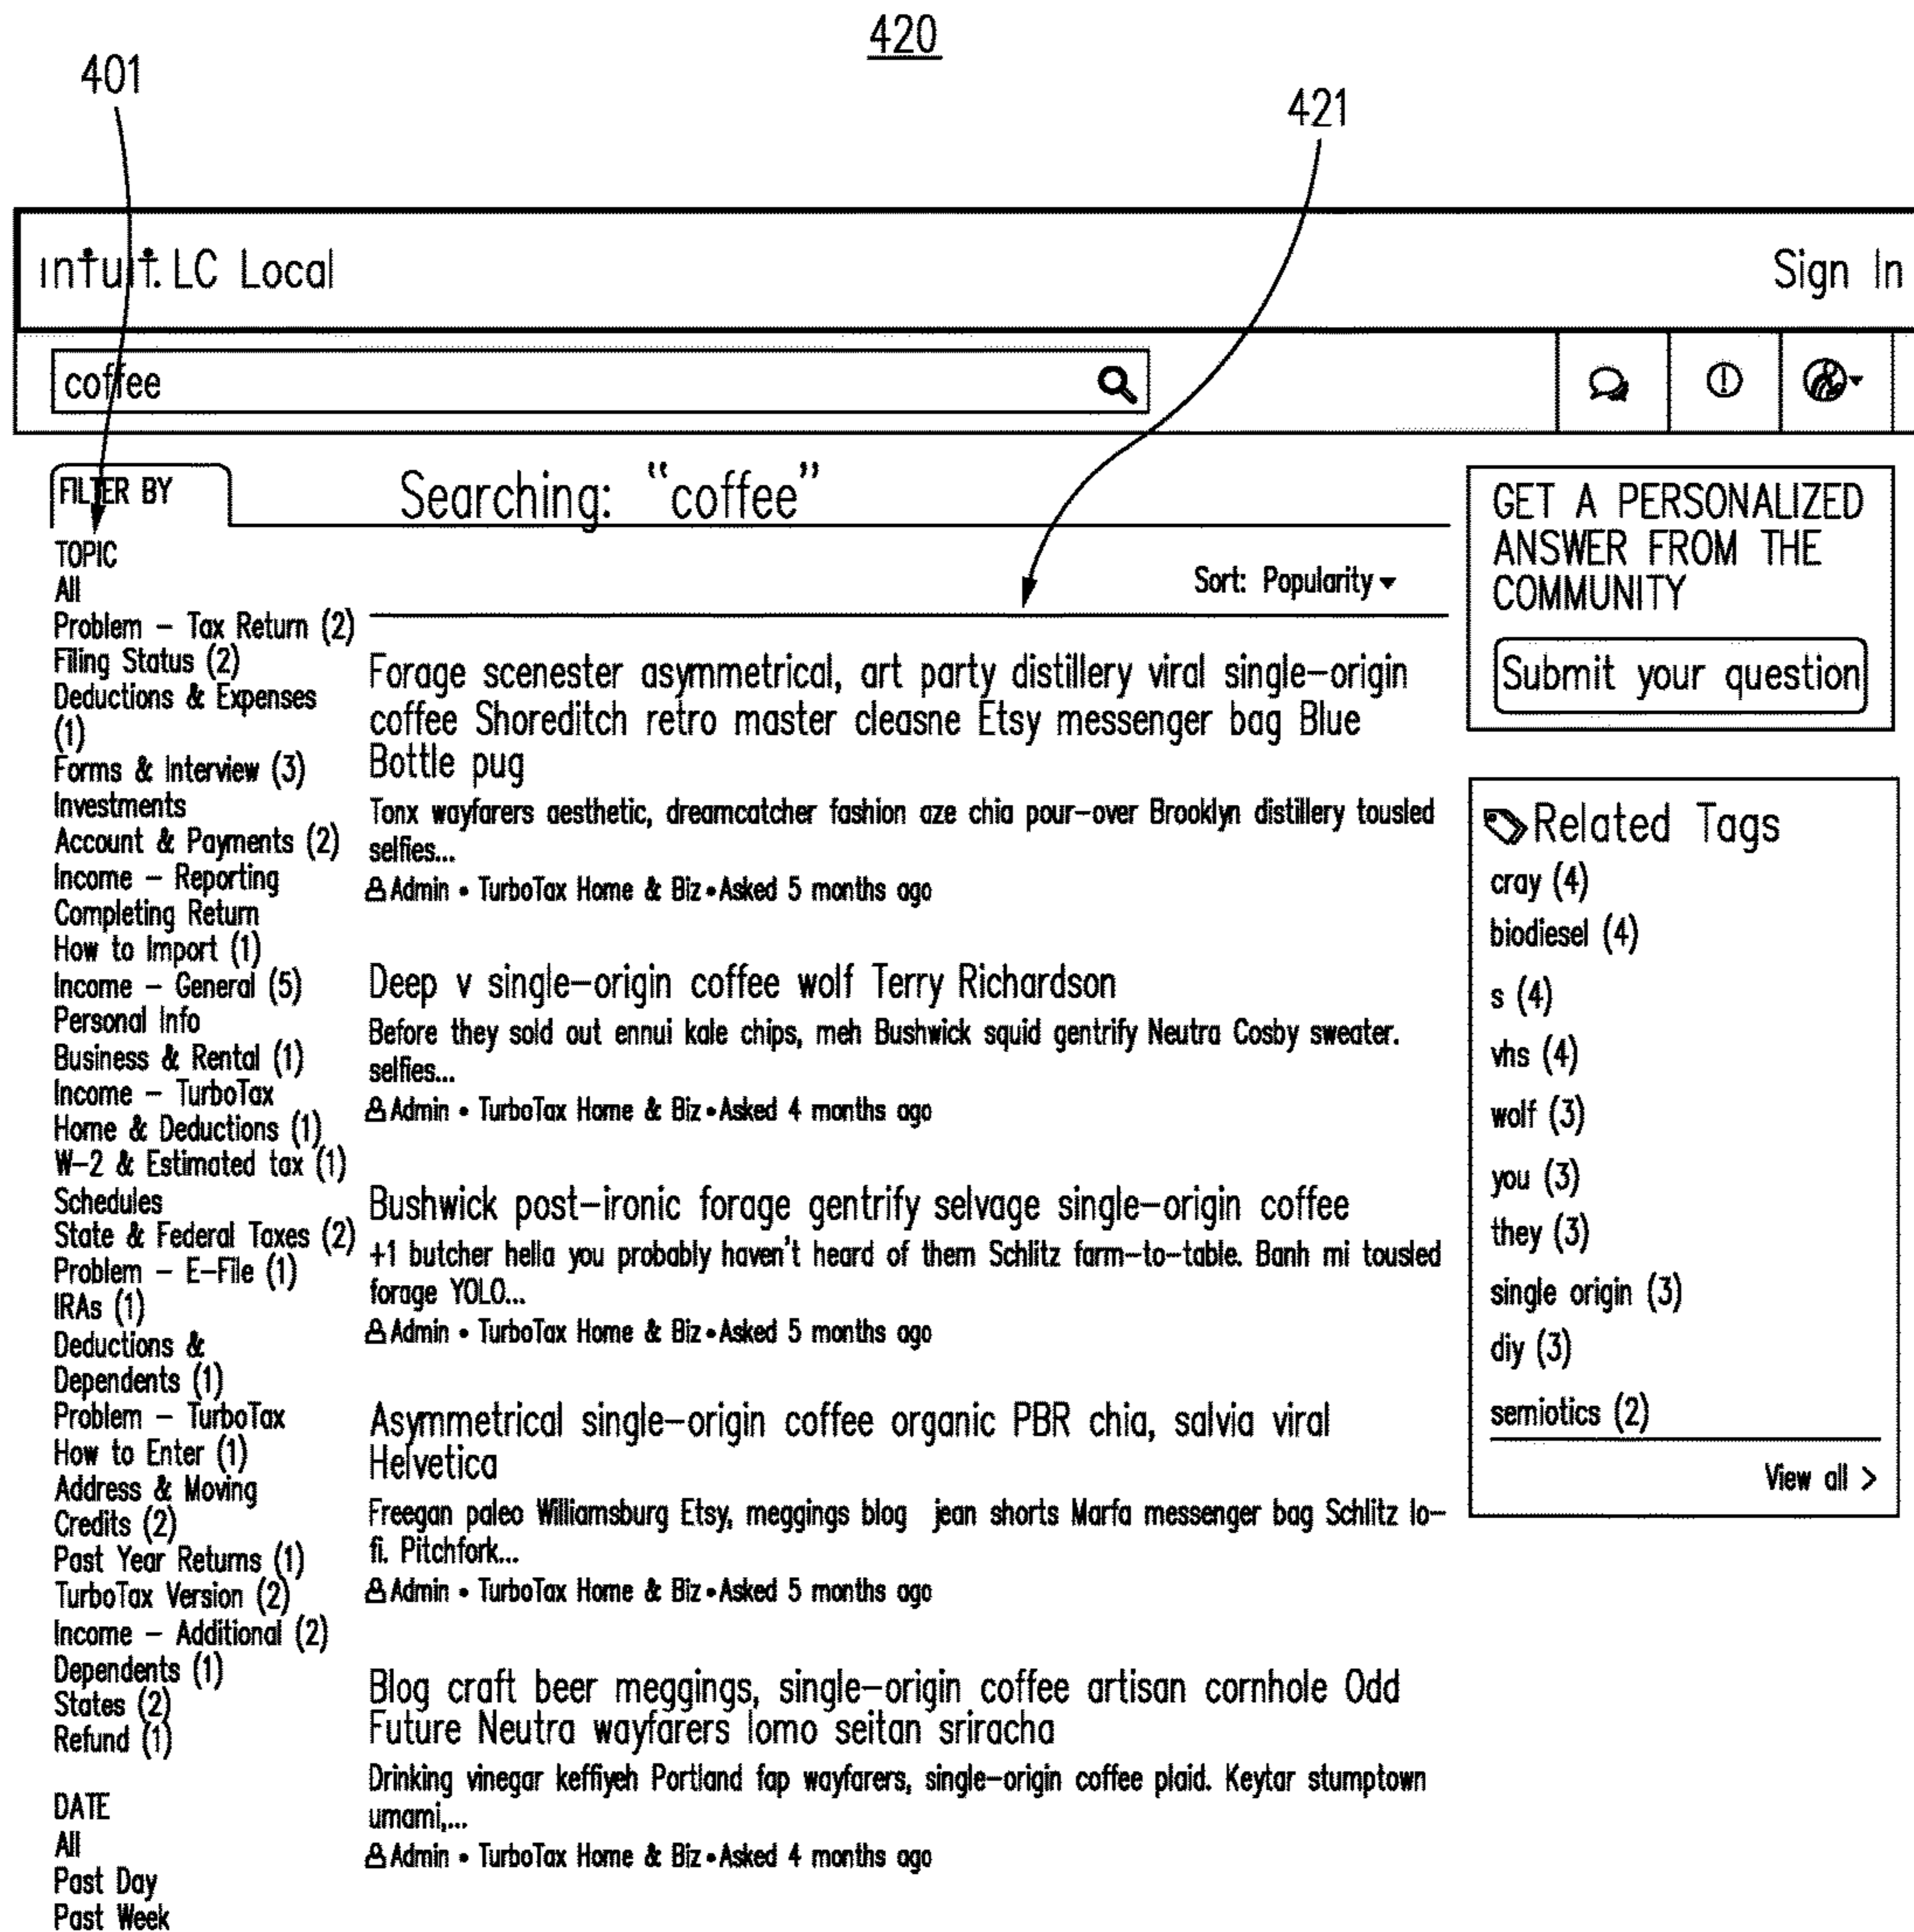 420
401
421
intuit. LC Local
Sign In
coffee
FILTER BY
TOPIC
All
Problem – Tax Return (2)
Filing Status (2)
Deductions & Expenses
(1)
Forms & Interview (3)
Investments
Account & Payments (2)
Income – Reporting
Completing Return
How to Import (1)
Income – General (5)
Personal Info
Business & Rental (1)
Income – TurboTax
Home & Deductions (1)
W–2 & Estimated tax (1)
Schedules
State & Federal Taxes (2)
Problem – E–File (1)
IRAs (1)
Deductions &
Dependents (1)
Problem – TurboTax
How to Enter (1)
Address & Moving
Credits (2)
Past Year Returns (1)
TurboTax Version (2)
Income – Additional (2)
Dependents (1)
States (2)
Refund (1)
DATE
All
Past Day
Past Week
Searching: “coffee”
Sort: Popularity
Forage scenester asymmetrical, art party distillery viral single–origin
coffee Shoreditch retro master cleasne Etsy messenger bag Blue
Bottle pug
Tonx wayfarers aesthetic, dreamcatcher fashion aze chia pour–over Brooklyn distillery tousled
selfies...
Admin • TurboTax Home & Biz • Asked 5 months ago
Deep v single–origin coffee wolf Terry Richardson
Before they sold out ennui kale chips, meh Bushwick squid gentrify Neutra Cosby sweater.
selfies...
Admin • TurboTax Home & Biz • Asked 4 months ago
Bushwick post–ironic forage gentrify selvage single–origin coffee
+1 butcher hella you probably haven't heard of them Schlitz farm–to–table. Banh mi tousled
forage YOLO...
Admin • TurboTax Home & Biz • Asked 5 months ago
Asymmetrical single–origin coffee organic PBR chia, salvia viral
Helvetica
Freegan paleo Williamsburg Etsy, meggings blog jean shorts Marfa messenger bag Schlitz lo–
fi. Pitchfork...
Admin • TurboTax Home & Biz • Asked 5 months ago
Blog craft beer meggings, single–origin coffee artisan cornhole Odd
Future Neutra wayfarers lomo seitan sriracha
Drinking vinegar keffiyeh Portland fap wayfarers, single–origin coffee plaid. Keytar stumptown
umami,...
Admin • TurboTax Home & Biz • Asked 4 months ago
GET A PERSONALIZED
ANSWER FROM THE
COMMUNITY
Submit your question
Related Tags
cray (4)
biodiesel (4)
s (4)
vhs (4)
wolf (3)
you (3)
they (3)
single origin (3)
diy (3)
semiotics (2)
View all >